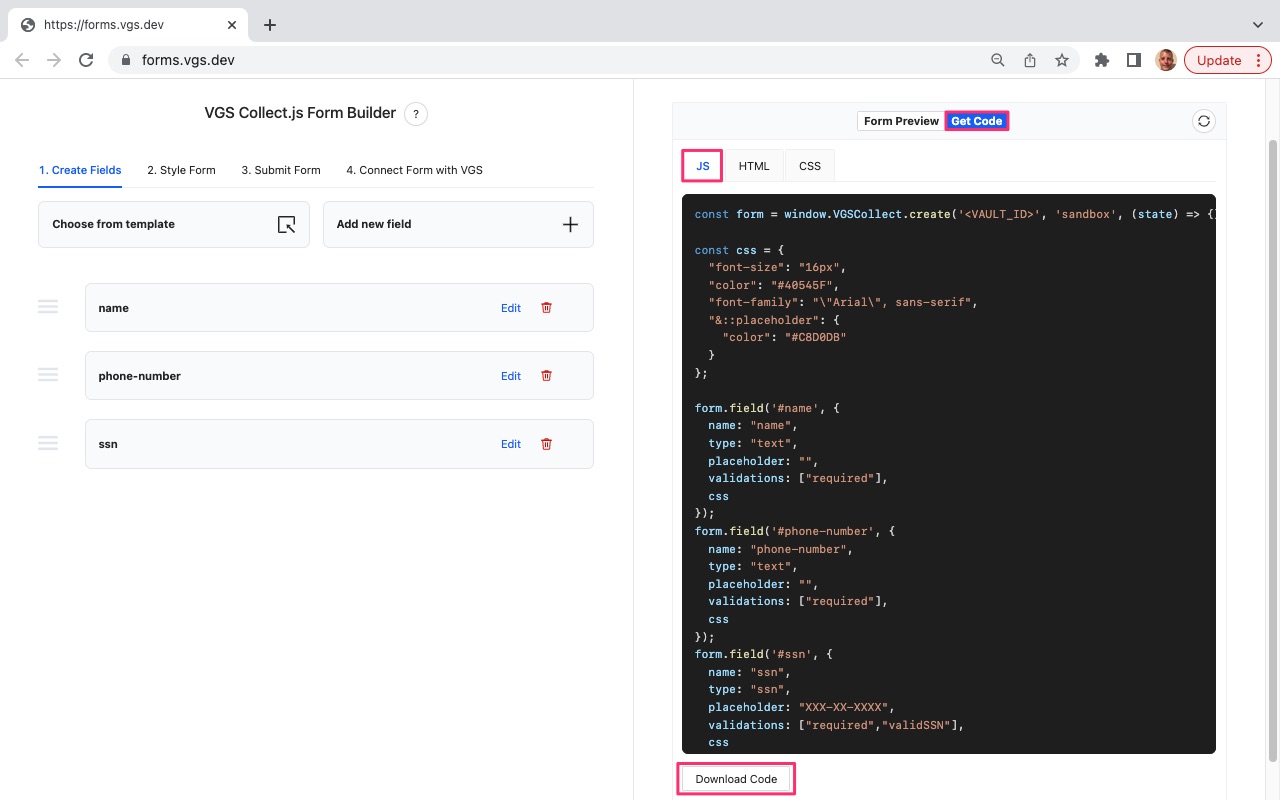 https://forms.vgs.dev
forms.vgs.dev
Update
VGS Collect.js Form Builder ?
1. Create Fields 2. Style Form 3. Submit Form 4. Connect Form with VGS
Choose from template
Add new field
name Edit
phone-number Edit
ssn Edit
Form Preview Get Code
JS HTML CSS
const form = window.VGSCollect.create('<VAULT_ID>', 'sandbox', (state) => {}
const css = {
"font-size": "16px",
"color": "#40545F",
"font-family": "\"Arial\", sans-serif",
"&::placeholder": {
"color": "#C8D0DB"
}
};
form.field('#name', {
name: "name",
type: "text",
placeholder: "",
validations: ["required"],
css
});
form.field('#phone-number', {
name: "phone-number",
type: "text",
placeholder: "",
validations: ["required"],
css
});
form.field('#ssn', {
name: "ssn",
type: "ssn",
placeholder: "XXX-XX-XXXX",
validations: ["required","validSSN"],
css
Download Code